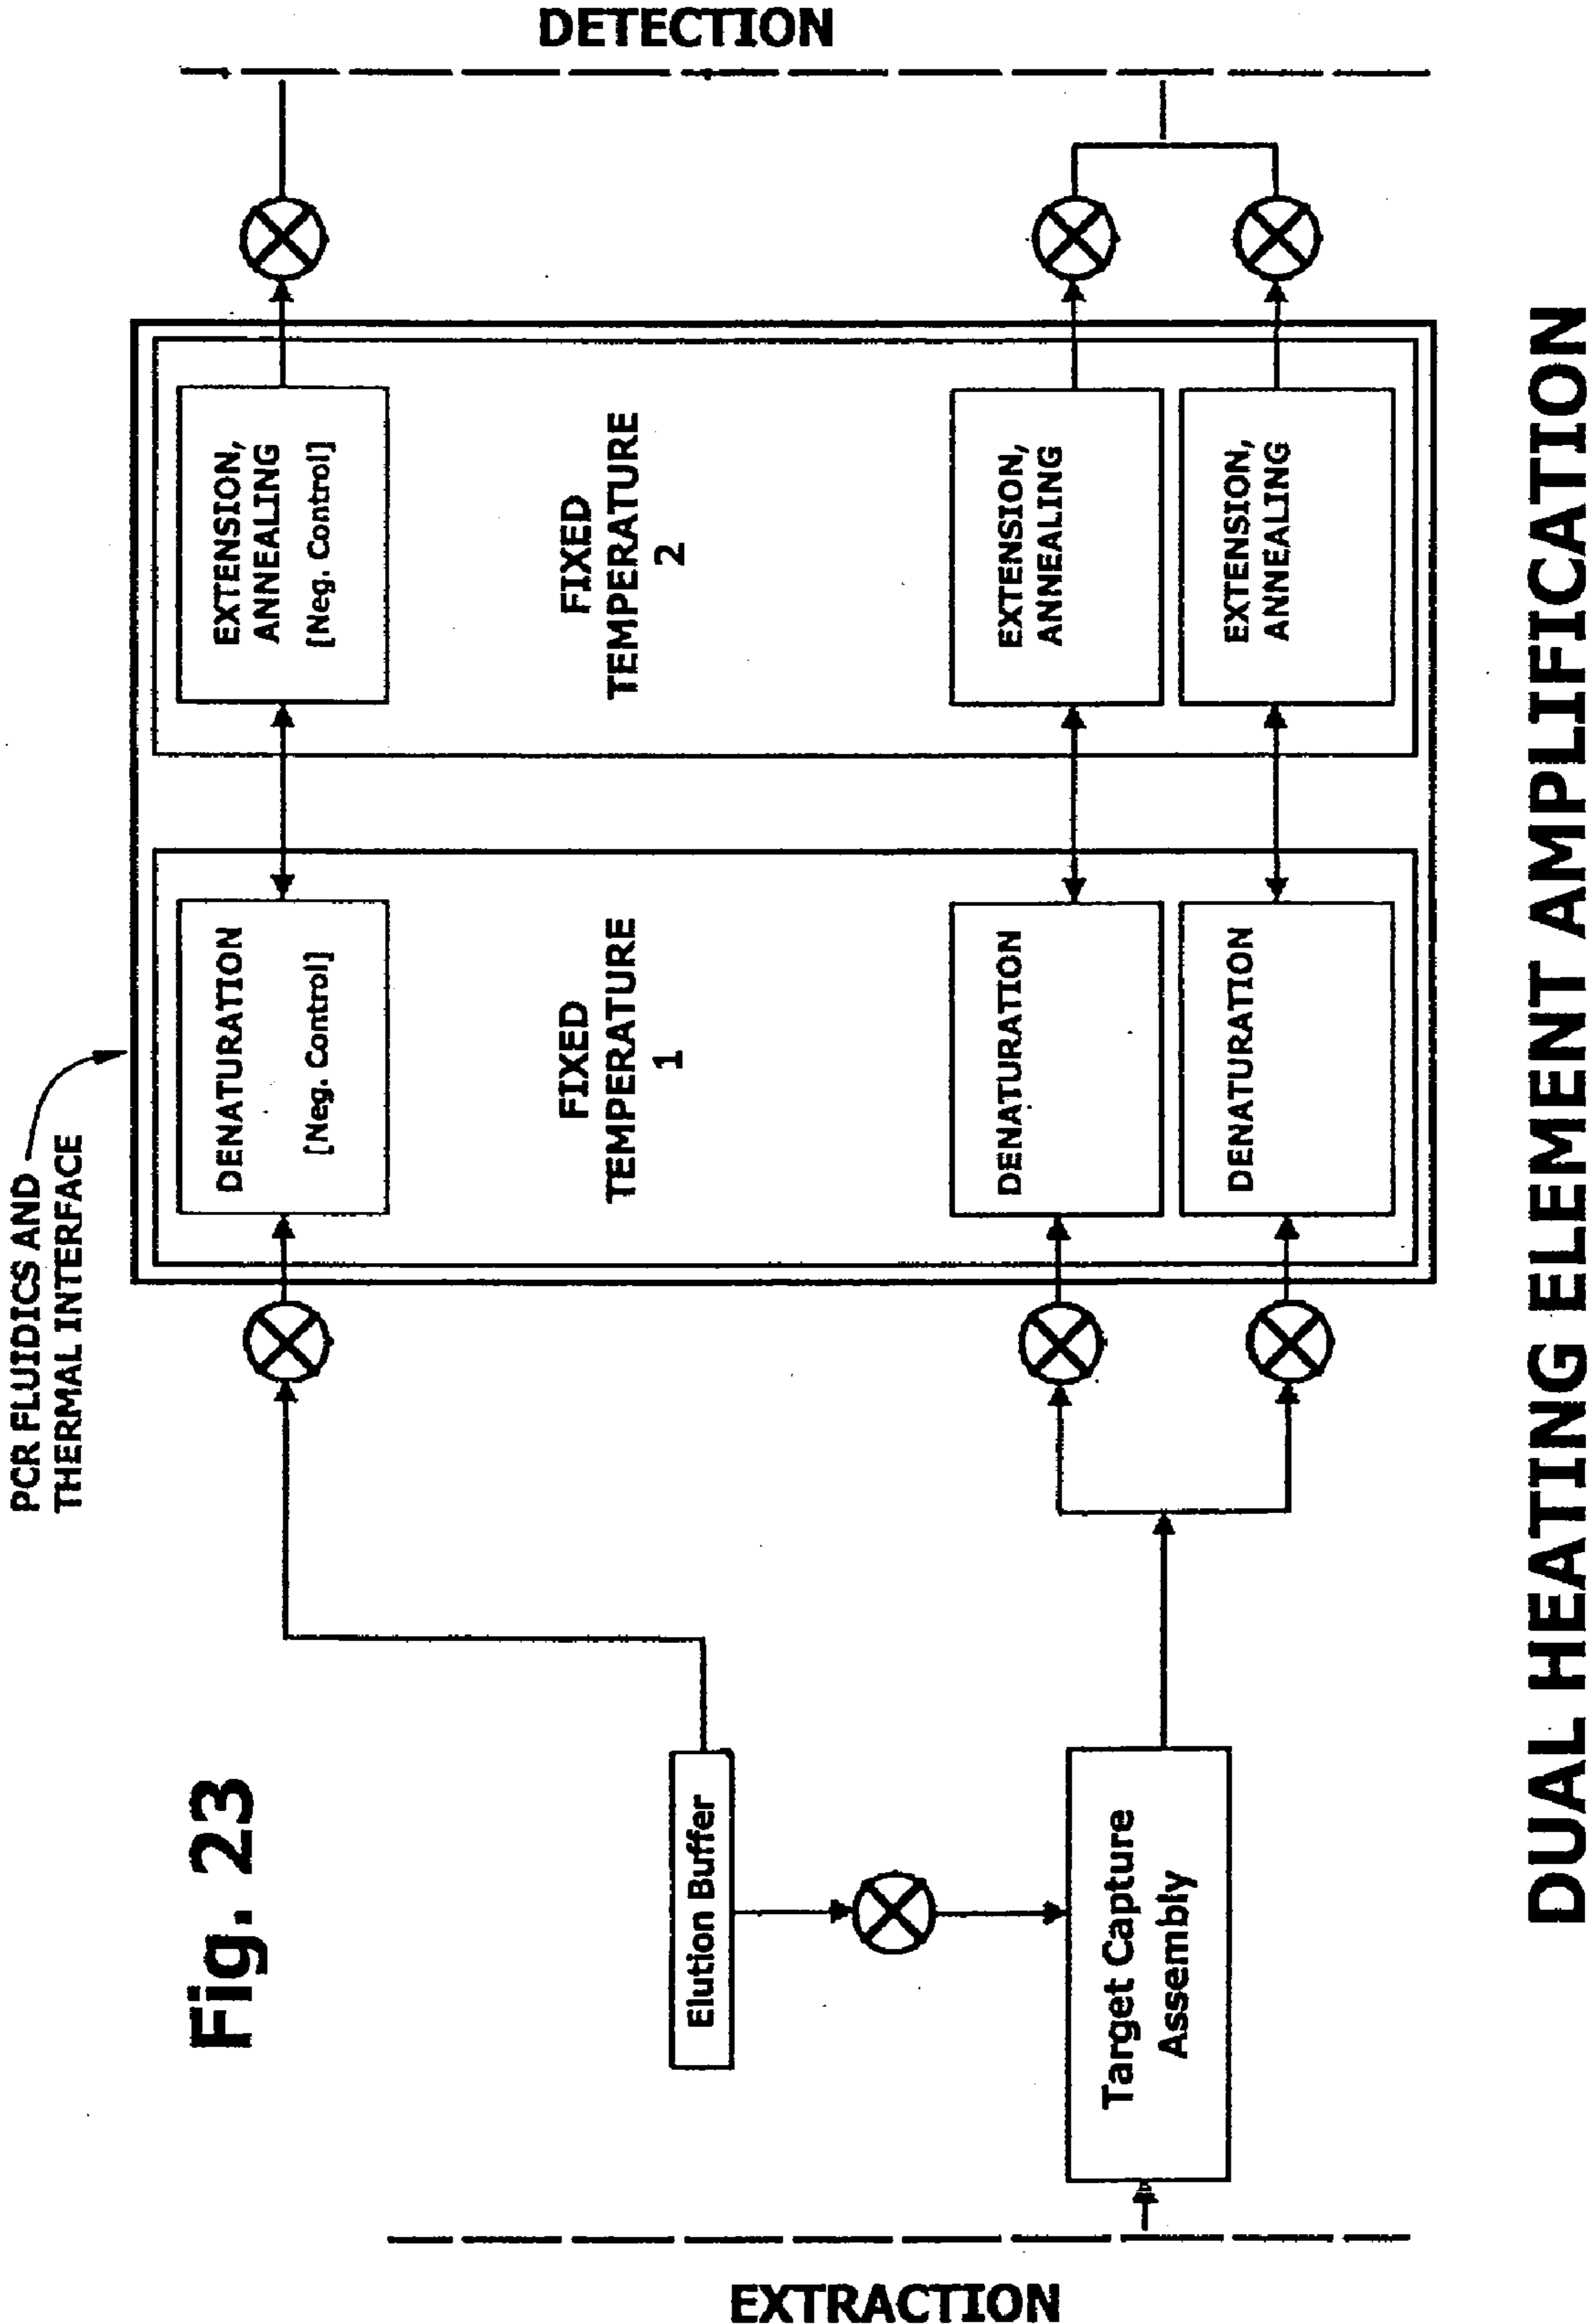 Fig. 23
PCR FLUIDICS AND
THERMAL INTERFACE
EXTRACTION
Elution Buffer
Target Capture
Assembly
DENATURATION
[Neg. Control]
FIXED
TEMPERATURE
1
DENATURATION
DENATURATION
EXTENSION,
ANNEALING
[Neg. Control]
FIXED
TEMPERATURE
2
EXTENSION,
ANNEALING
EXTENSION,
ANNEALING
DETECTION
DUAL HEATING ELEMENT AMPLIFICATION